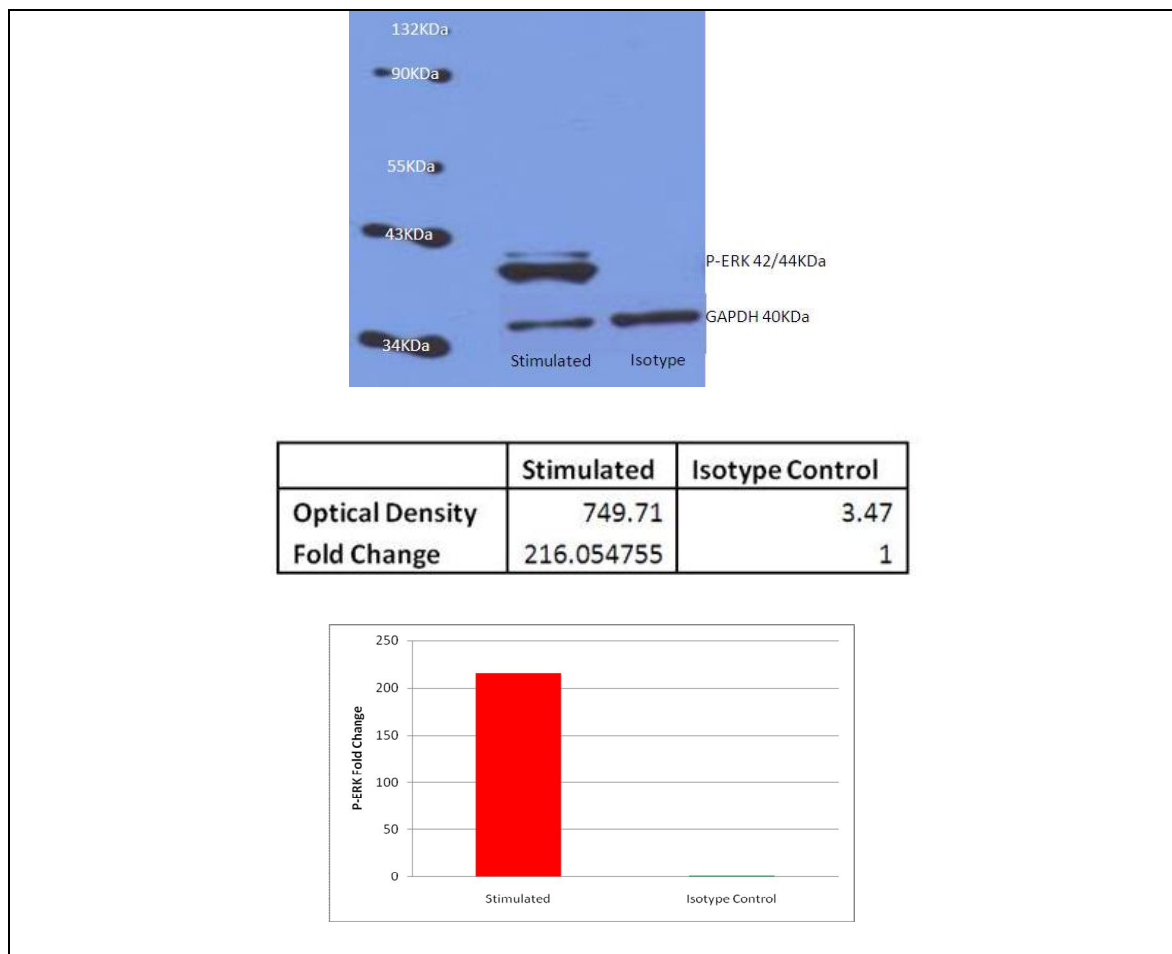 132KDa
90KDa
55KDa
43KDa
P-ERK 42/44KDa
GAPDH 40KDa
34KDa
Stimulated Isotype
Stimulated Isotype Control
Optical Density 749.71 3.47
Fold Change 216.054755 1
250
200
150
100
50
0
P-ERK Fold Change
Stimulated Isotype Control